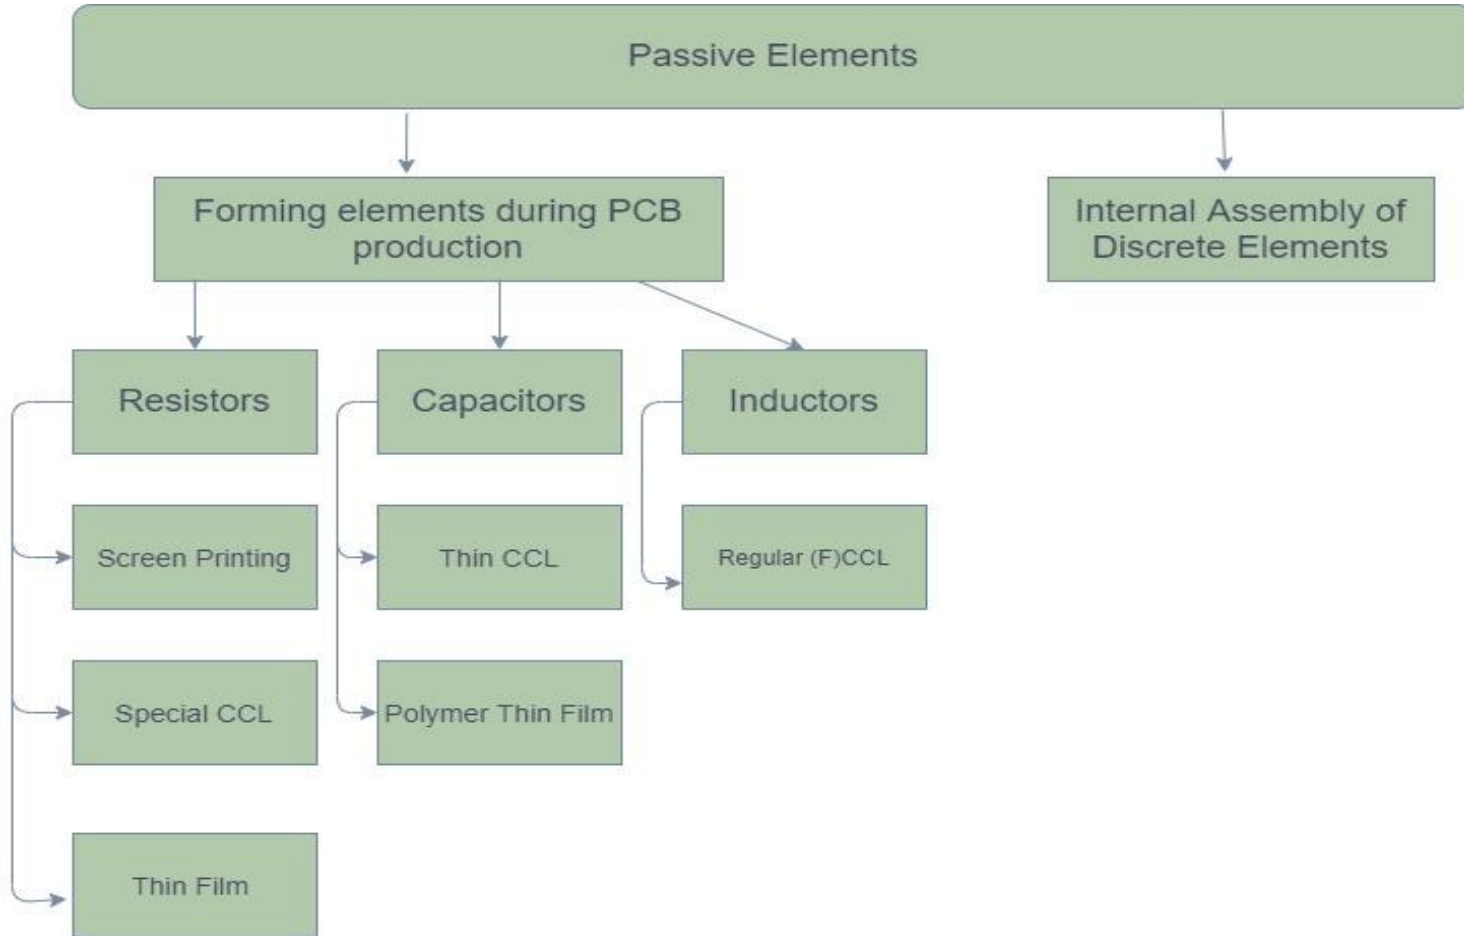 Passive Elements
Forming elements during PCB
production
Internal Assembly of
Discrete Elements
Resistors
Capacitors
Inductors
Screen Printing
Thin CCL
Regular (F)CCL
Special CCL
Polymer Thin Film
Thin Film